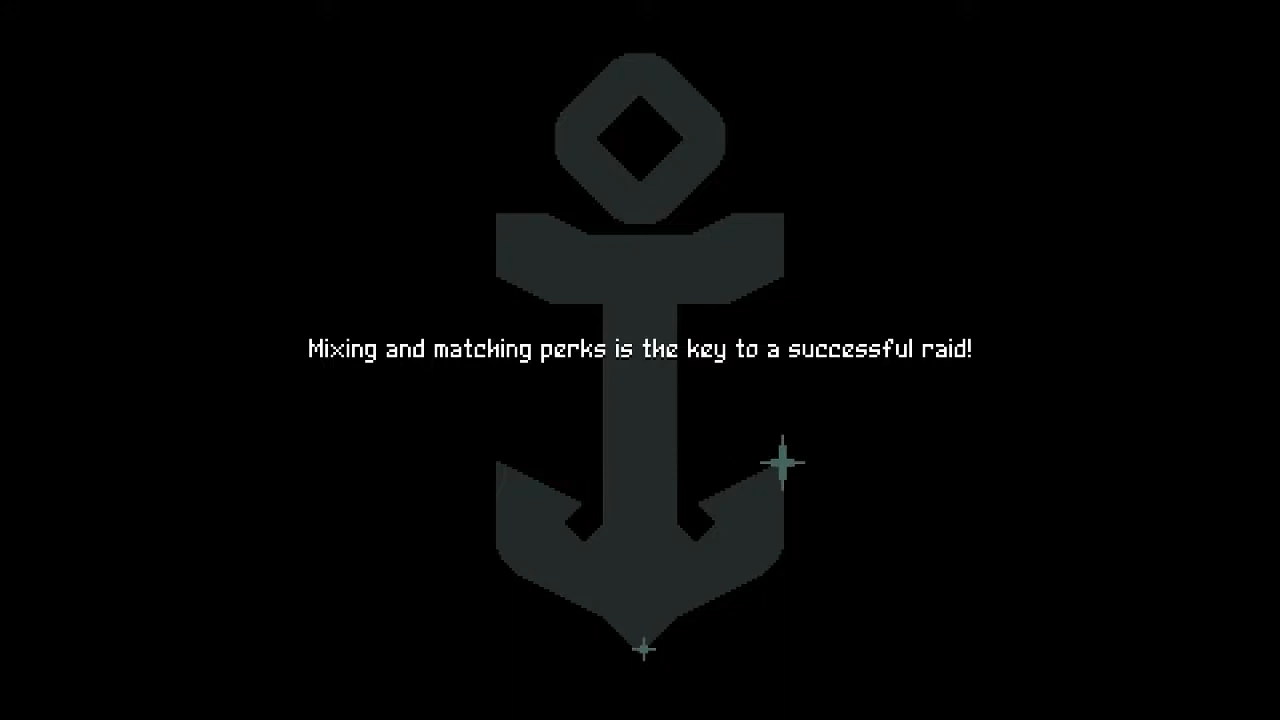 Mixing and matching perks is the key to a successful raid!